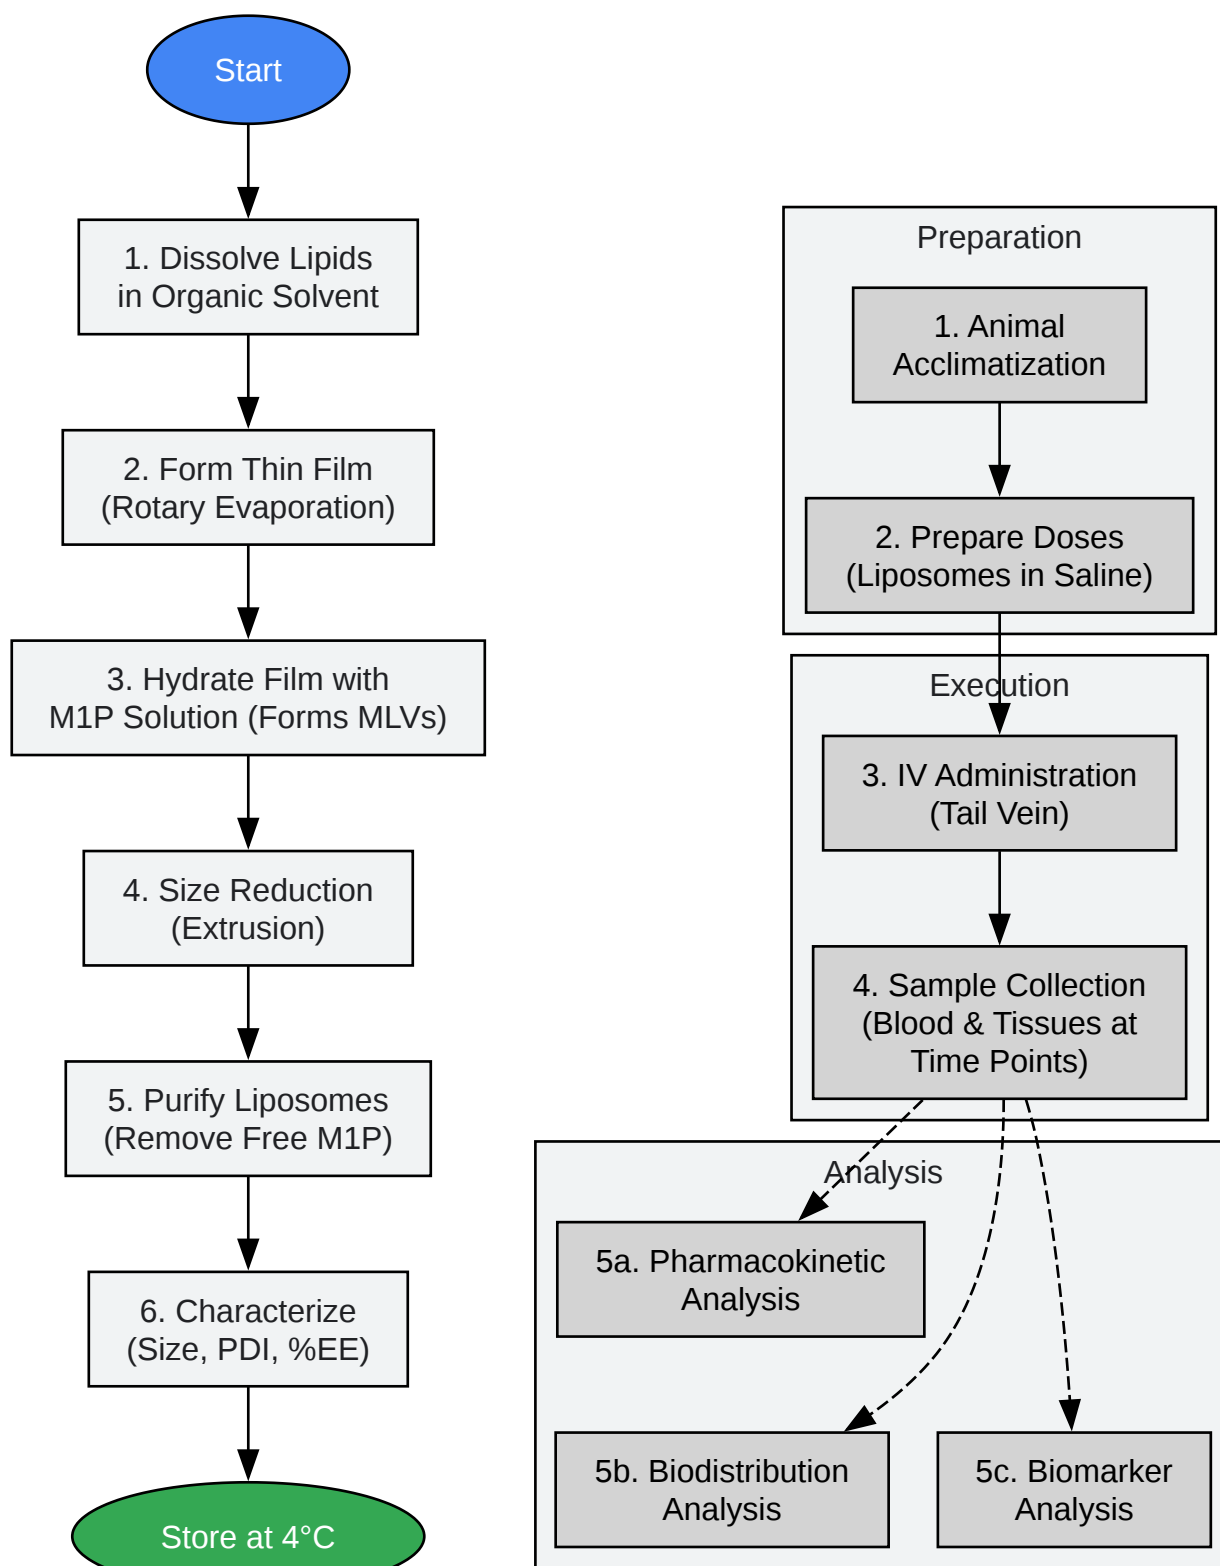 Start
1. Dissolve Lipids
in Organic Solvent
2. Form Thin Film
(Rotary Evaporation)
3. Hydrate Film with
M1P Solution (Forms MLVs)
4. Size Reduction
(Extrusion)
5. Purify Liposomes
(Remove Free M1P)
6. Characterize
(Size, PDI, %EE)
Store at 4°C
Preparation
1. Animal
Acclimatization
2. Prepare Doses
(Liposomes in Saline)
Execution
3. IV Administration
(Tail Vein)
4. Sample Collection
(Blood & Tissues at
Time Points)
Analysis
5a. Pharmacokinetic
Analysis
5b. Biodistribution
Analysis
5c. Biomarker
Analysis